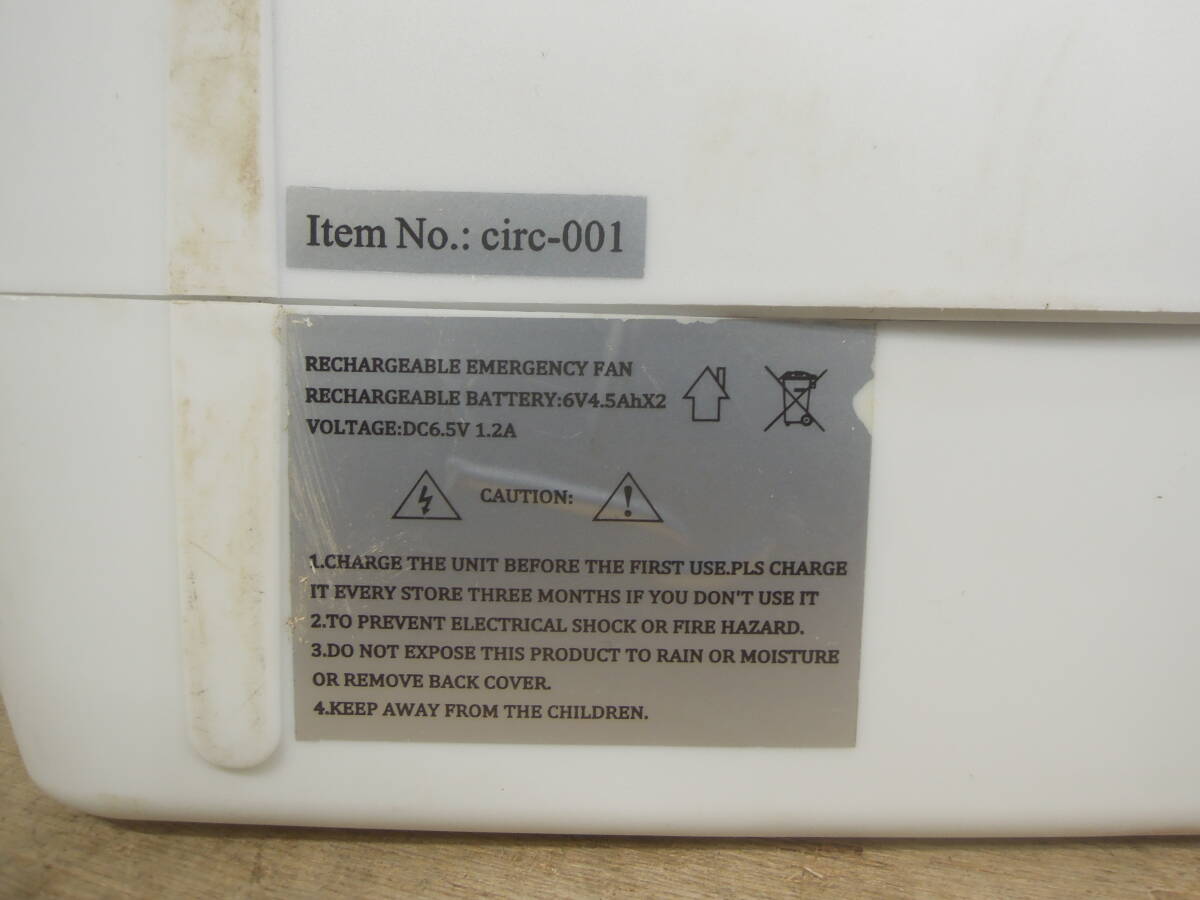 Item No.: circ-001
RECHARGEABLE EMERGENCY FAN
RECHARGEABLE BATTERY:6V4.5AhX2
VOLTAGE:DC6.5V 1.2A
CAUTION:
1.CHARGE THE UNIT BEFORE THE FIRST USE.PLS CHARGE
IT EVERY STORE THREE MONTHS IF YOU DON'T USE IT
2.TO PREVENT ELECTRICAL SHOCK OR FIRE HAZARD.
3.DO NOT EXPOSE THIS PRODUCT TO RAIN OR MOISTURE
OR REMOVE BACK COVER.
4.KEEP AWAY FROM THE CHILDREN.